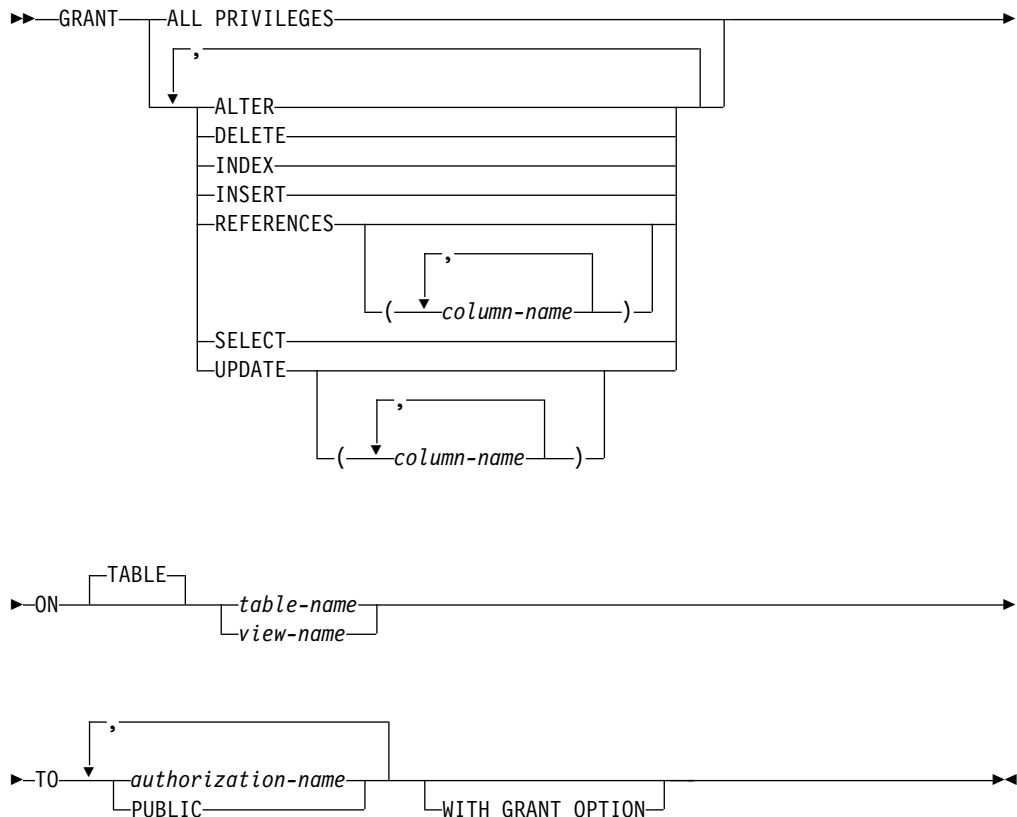 GRANT ALL PRIVILEGES
,
ALTER
DELETE
INDEX
INSERT
REFERENCES
,
( column-name )
SELECT
UPDATE
,
( column-name )
TABLE
ON table-name
view-name
,
TO authorization-name
PUBLIC WITH GRANT OPTION